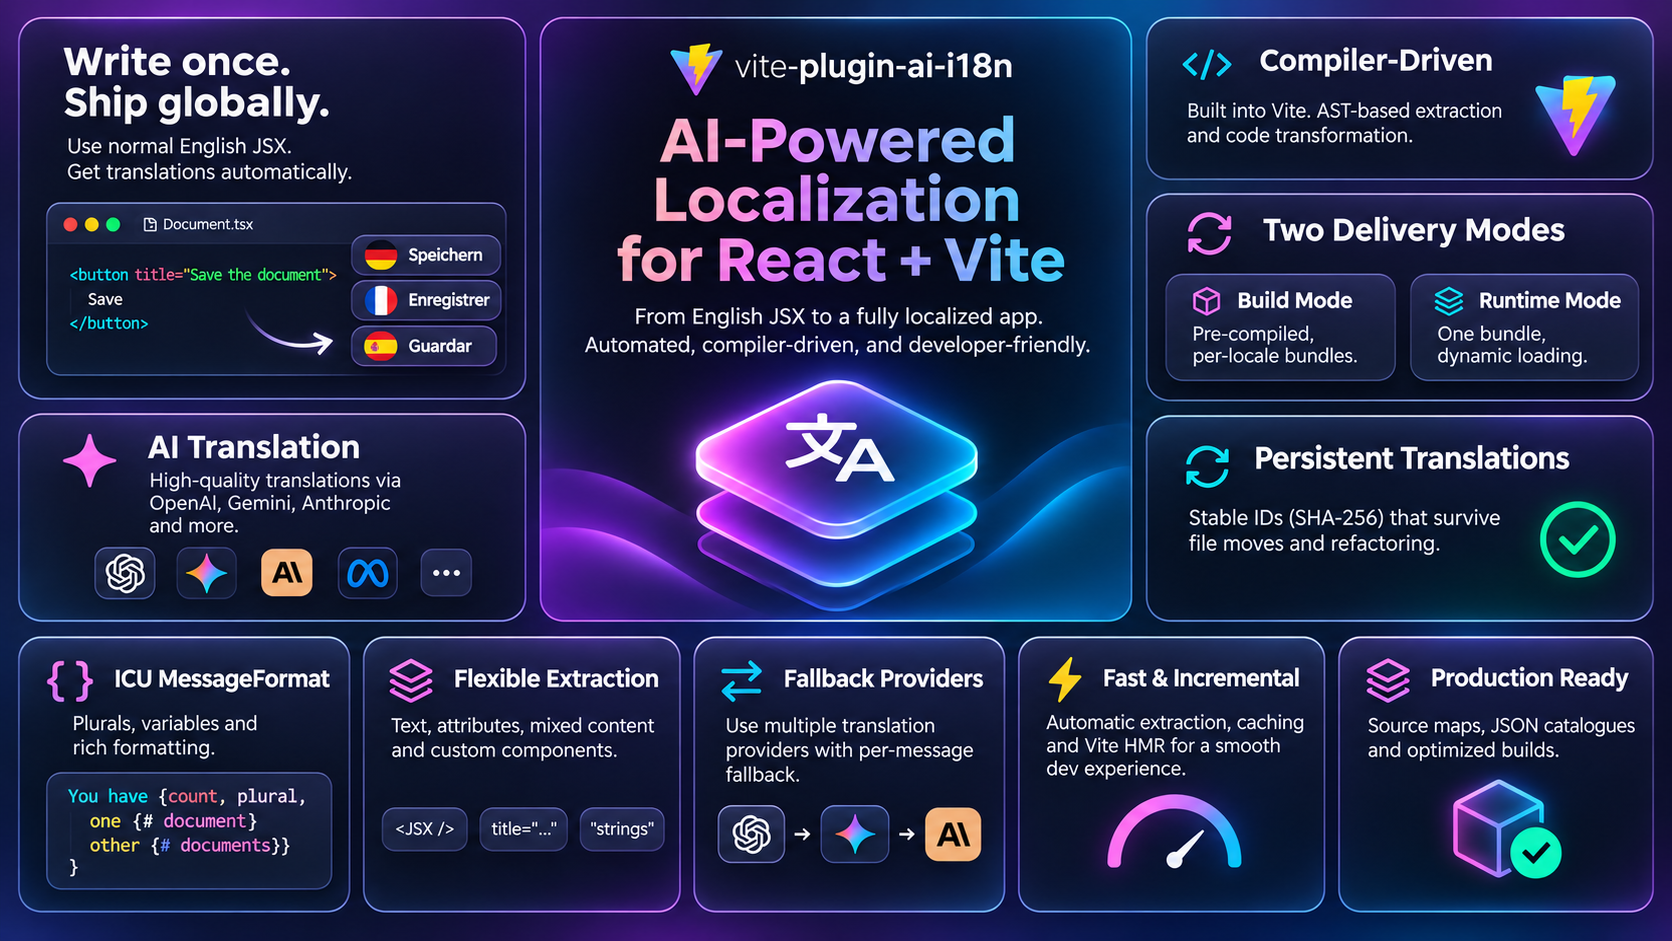 Write once.
Ship globally.
Use normal English JSX.
Get translations automatically.
Document.tsx
<button title="Save the document">
Save
</button>
Speichern
Enregistrer
Guardar
AI Translation
High-quality translations via
OpenAI, Gemini, Anthropic
and more.
A\
vite-plugin-ai-i18n
AI-Powered
Localization
for React + Vite
From English JSX to a fully localized app.
Automated, compiler-driven, and developer-friendly.
文A
</> Compiler-Driven
Built into Vite. AST-based extraction
and code transformation.
Two Delivery Modes
Build Mode
Pre-compiled,
per-locale bundles.
Runtime Mode
One bundle,
dynamic loading.
Persistent Translations
Stable IDs (SHA-256) that survive
file moves and refactoring.
{} ICU MessageFormat
Plurals, variables and
rich formatting.
You have {count, plural,
one {# document}
other {# documents}}
}
Flexible Extraction
Text, attributes, mixed content
and custom components.
<JSX />
title="..."
"strings"
Fallback Providers
Use multiple translation
providers with per-message
fallback.
A\
Fast & Incremental
Automatic extraction, caching
and Vite HMR for a smooth
dev experience.
Production Ready
Source maps, JSON catalogues
and optimized builds.